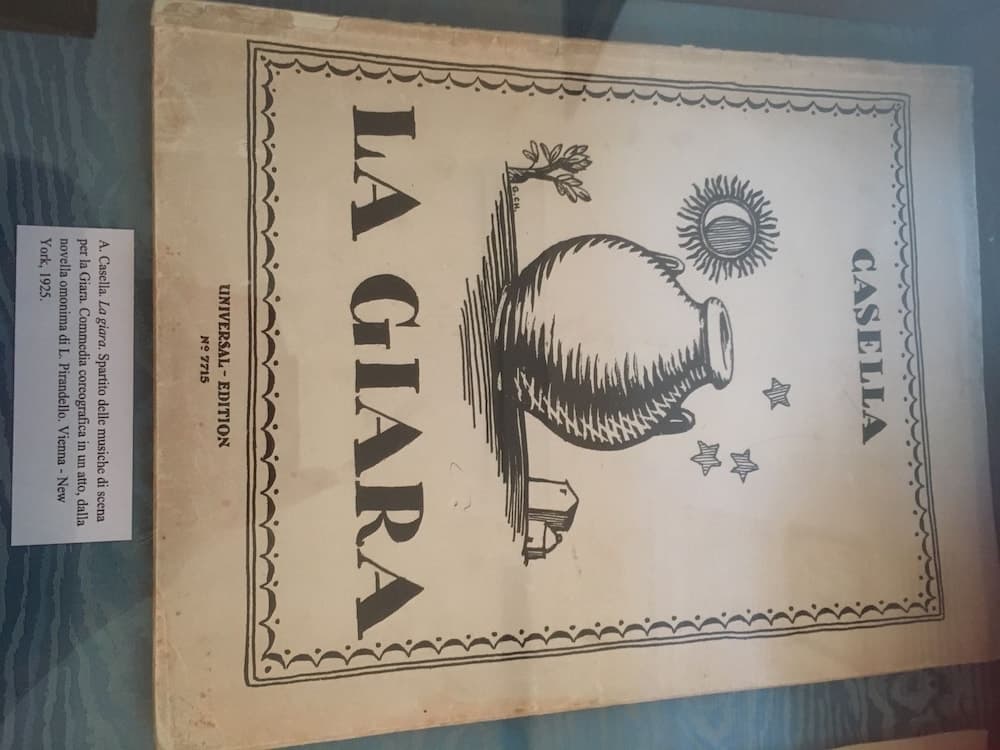 CASELLA
G. CH.
LA GIARA
UNIVERSAL - EDITION
Nº 7715
A. Casella. La giara. Spartito delle musiche di scena
per la Giara. Commedia coreografica in un atto, dalla
novella omonima di L. Pirandello. Vienna - New
York, 1925.